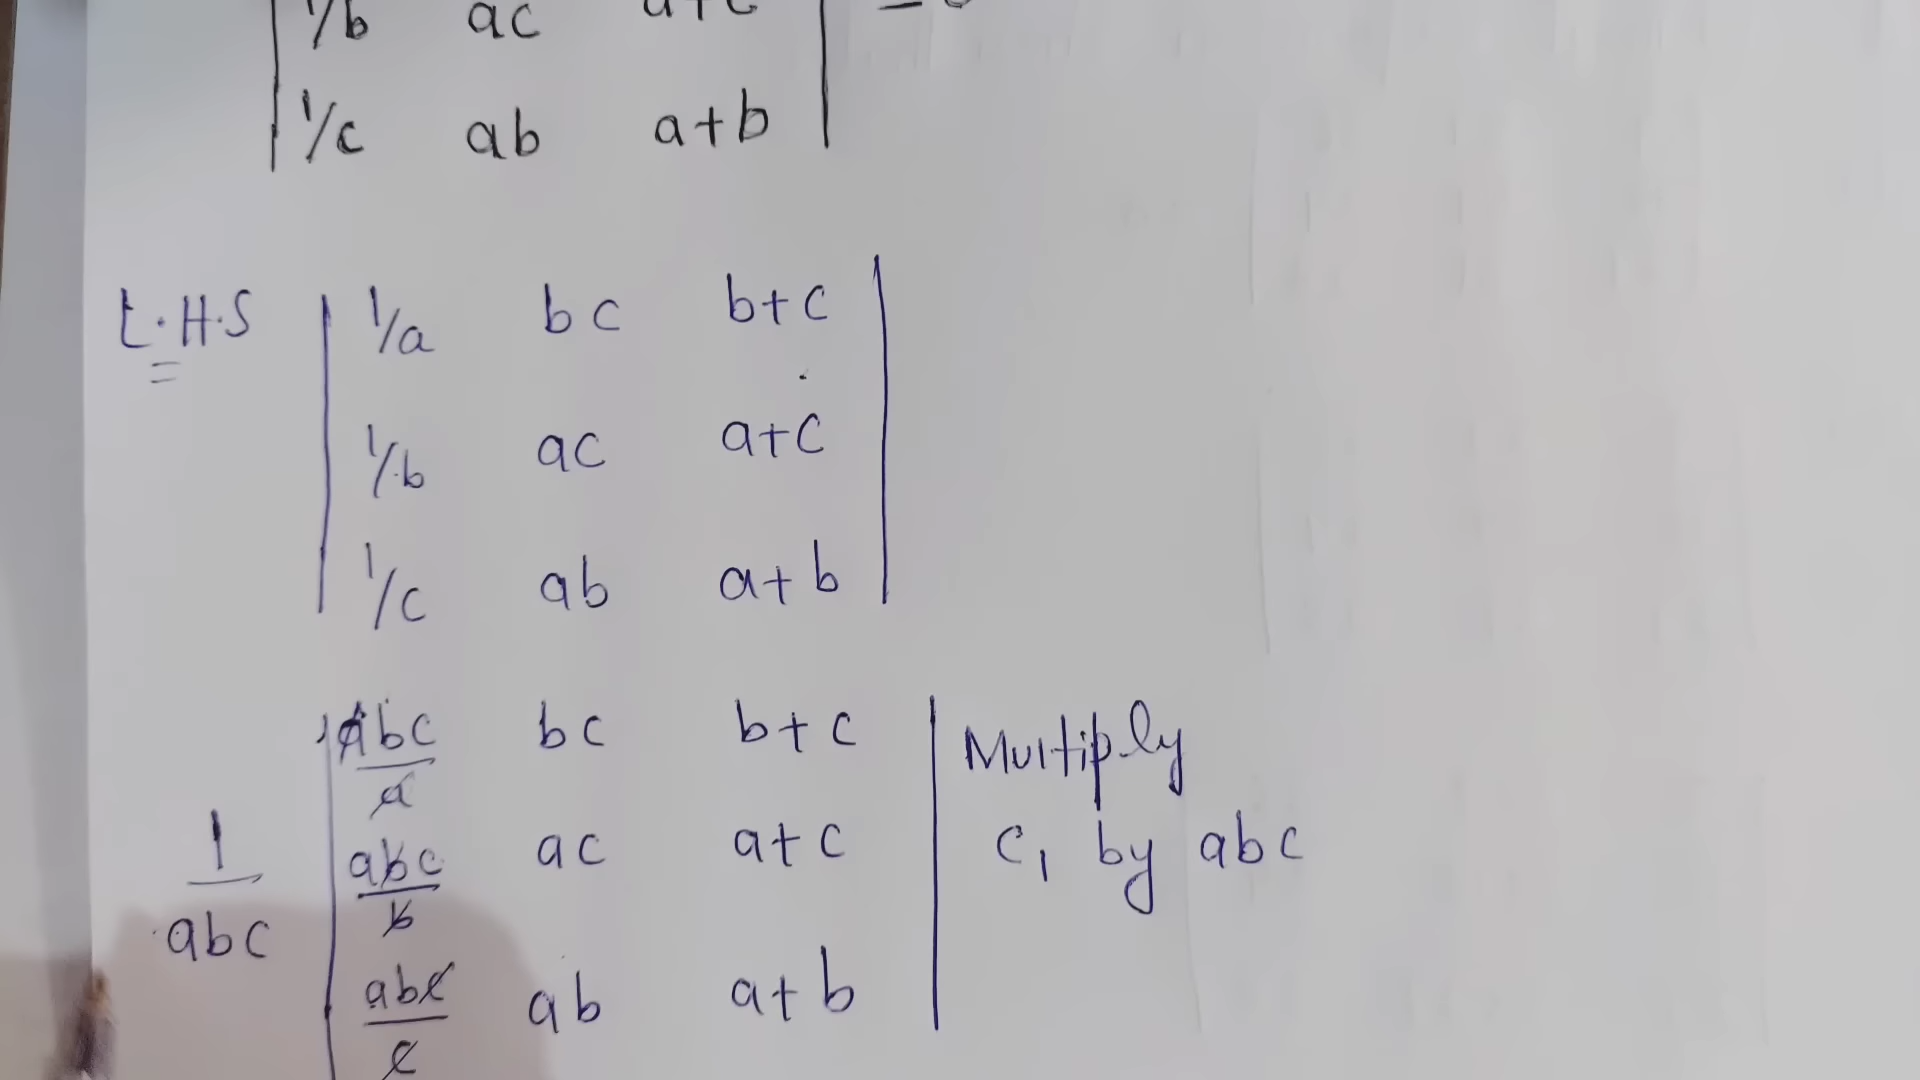 1/b ac a+c
1/c ab a+b
L.H.S 1/a bc b+c
1/b ac a+c
1/c ab a+b
abc/a bc b+c Multiply
1/abc abc/b ac a+c C1 by abc
abc/c ab a+b